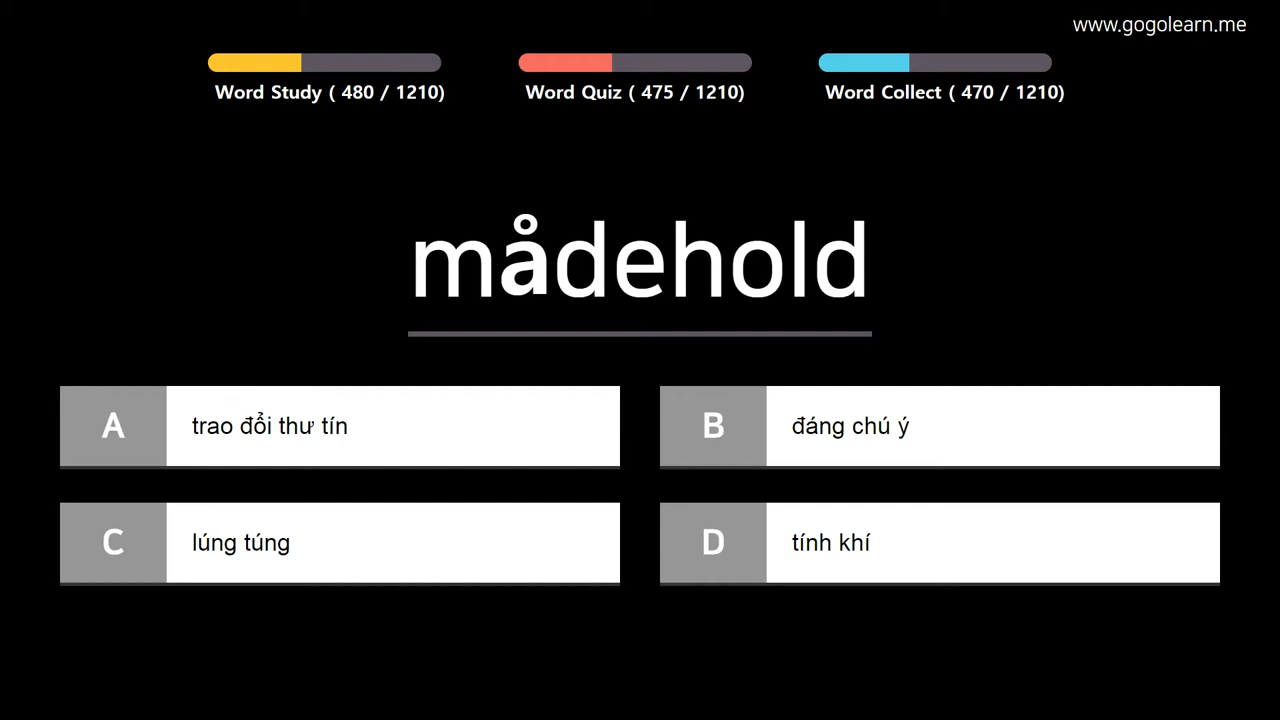 www.gogolearn.me
Word Study ( 480 / 1210)
Word Quiz ( 475 / 1210)
Word Collect ( 470 / 1210)
mådehold
A
trao đổi thư tín
B
đáng chú ý
C
lúng túng
D
tính khí